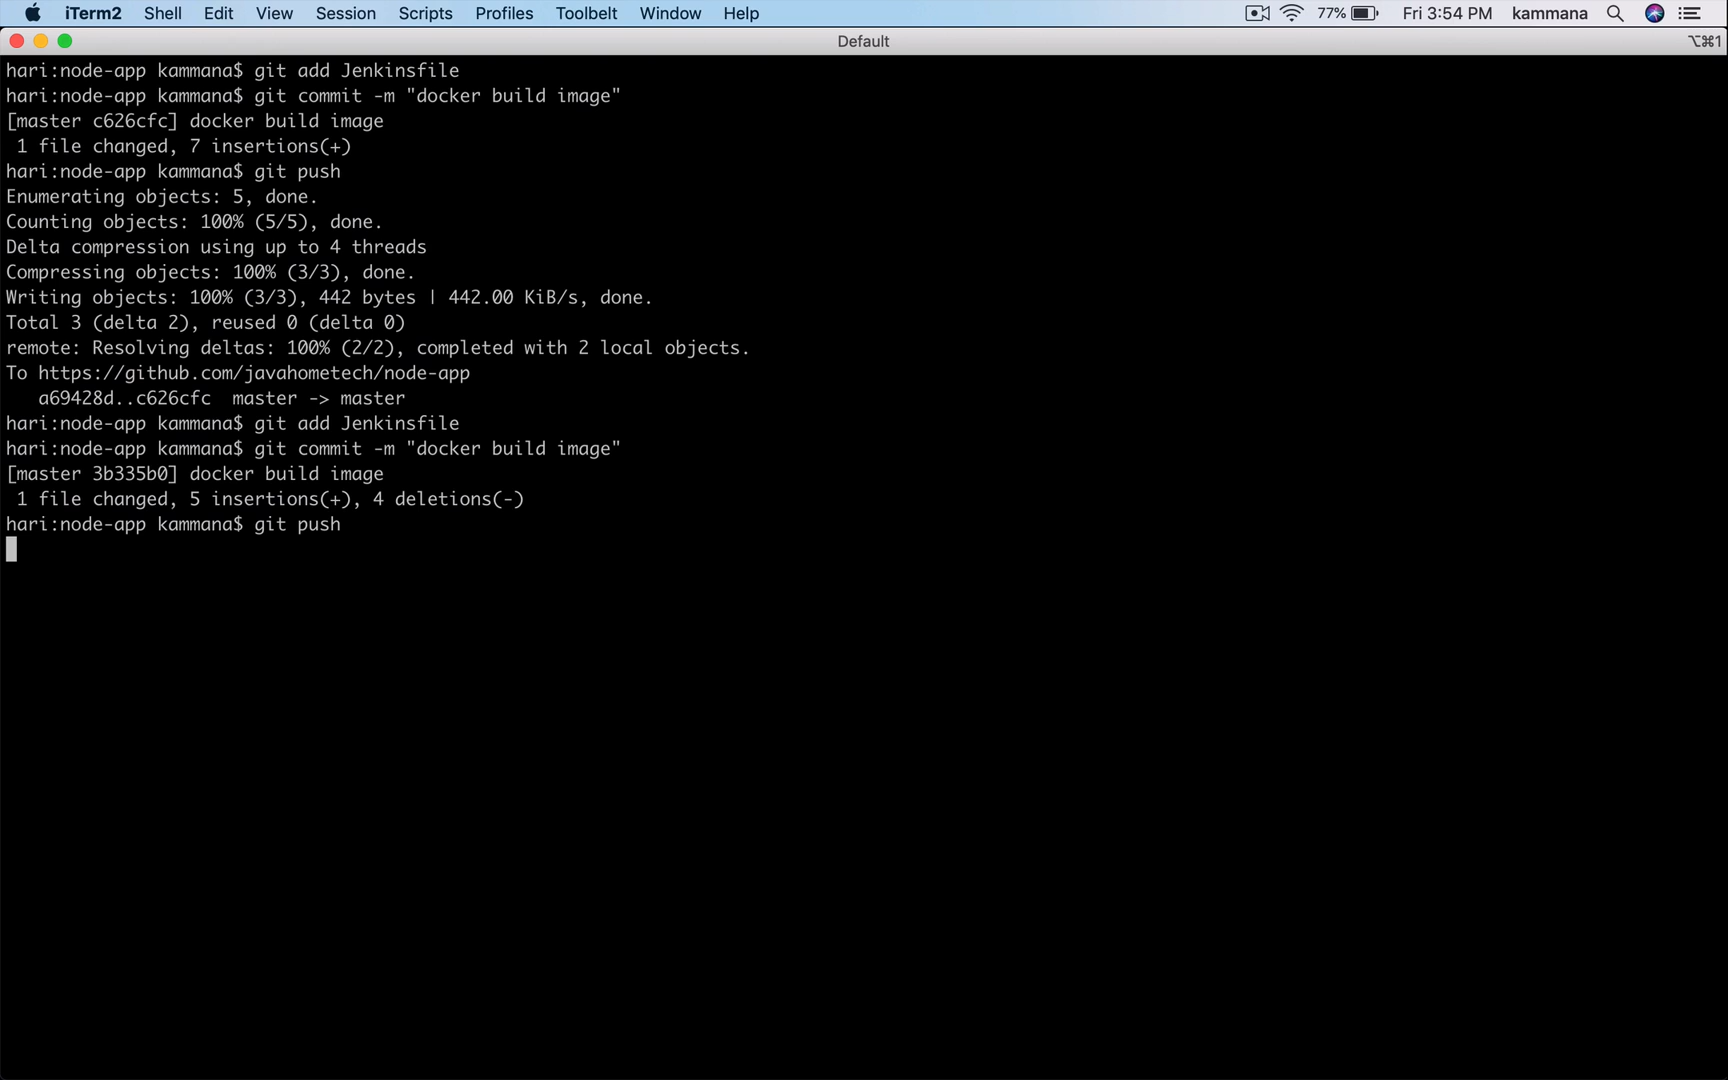 iTerm2 Shell Edit View Session Scripts Profiles Toolbelt Window Help 77% Fri 3:54 PM kammana
Default ⌥⌘1
hari:node-app kammana$ git add Jenkinsfile
hari:node-app kammana$ git commit -m "docker build image"
[master c626cfc] docker build image
 1 file changed, 7 insertions(+)
hari:node-app kammana$ git push
Enumerating objects: 5, done.
Counting objects: 100% (5/5), done.
Delta compression using up to 4 threads
Compressing objects: 100% (3/3), done.
Writing objects: 100% (3/3), 442 bytes | 442.00 KiB/s, done.
Total 3 (delta 2), reused 0 (delta 0)
remote: Resolving deltas: 100% (2/2), completed with 2 local objects.
To https://github.com/javahometech/node-app
   a69428d..c626cfc  master -> master
hari:node-app kammana$ git add Jenkinsfile
hari:node-app kammana$ git commit -m "docker build image"
[master 3b335b0] docker build image
 1 file changed, 5 insertions(+), 4 deletions(-)
hari:node-app kammana$ git push